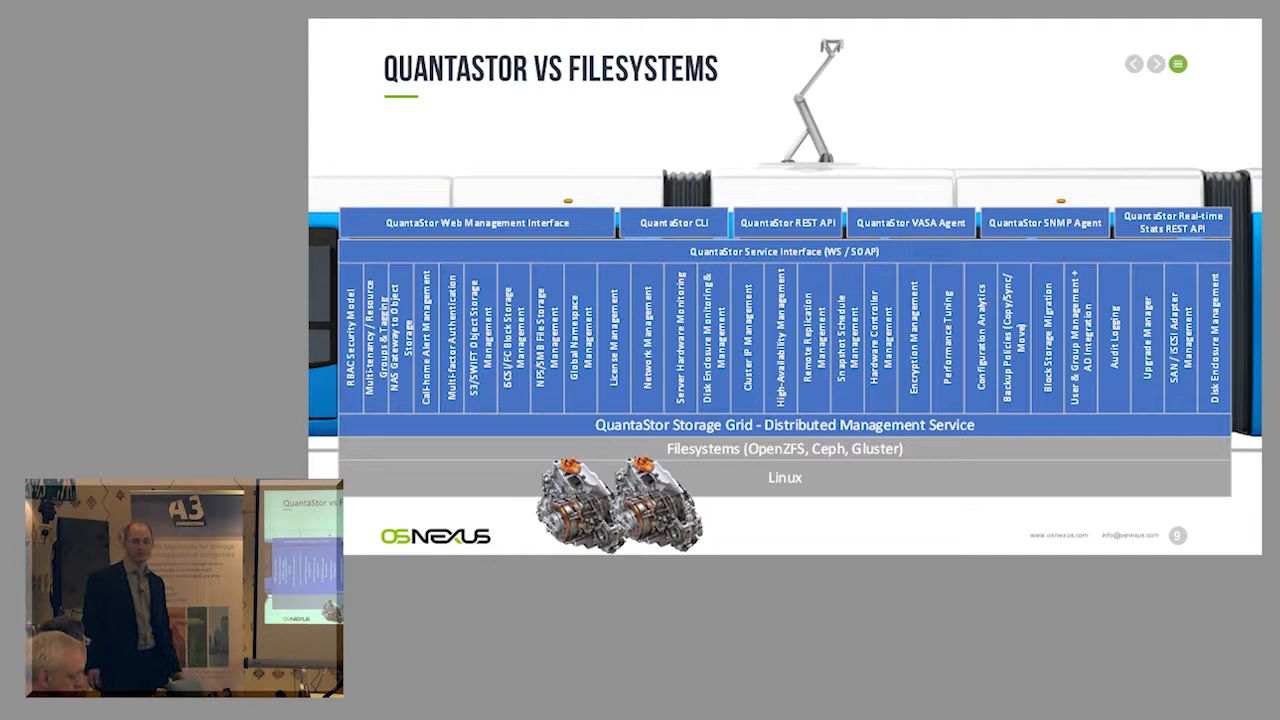 QUANTASTOR VS FILESYSTEMS
QuantaStor Web Management Interface
QuantaStor CLI
QuantaStor REST API
QuantaStor VASA Agent
QuantaStor SNMP Agent
QuantaStor Real-time
Stats REST API
QuantaStor Service Interface (WS / SOAP)
RBAC Security Model
Multi-tenancy / Resource
Groups & Tagging
NAS Gateway to Object
Storage
Call-home Alert Management
Multi-factor Authentication
S3/SWIFT Object Storage
Management
iSCSI/FC Block Storage
Management
NFS/SMB File Storage
Management
Global Namespace
Management
License Management
Network Management
Server Hardware Monitoring
Disk Enclosure Monitoring &
Management
Cluster IP Management
High-Availability Management
Remote Replication
Management
Snapshot Schedule
Management
Hardware Controller
Management
Encryption Management
Performance Tuning
Configuration Analytics
Backup Policies (Copy/Sync/
Move)
Block Storage Migration
User & Group Management +
AD Integration
Audit Logging
Upgrade Manager
SAN / iSCSI Adapter
Management
Disk Enclosure Management
QuantaStor Storage Grid - Distributed Management Service
Filesystems (OpenZFS, Ceph, Gluster)
Linux
OSNEXUS
www.osnexus.com
info@osnexus.com
9
A3
QuantaStor vs F
OSNEXUS